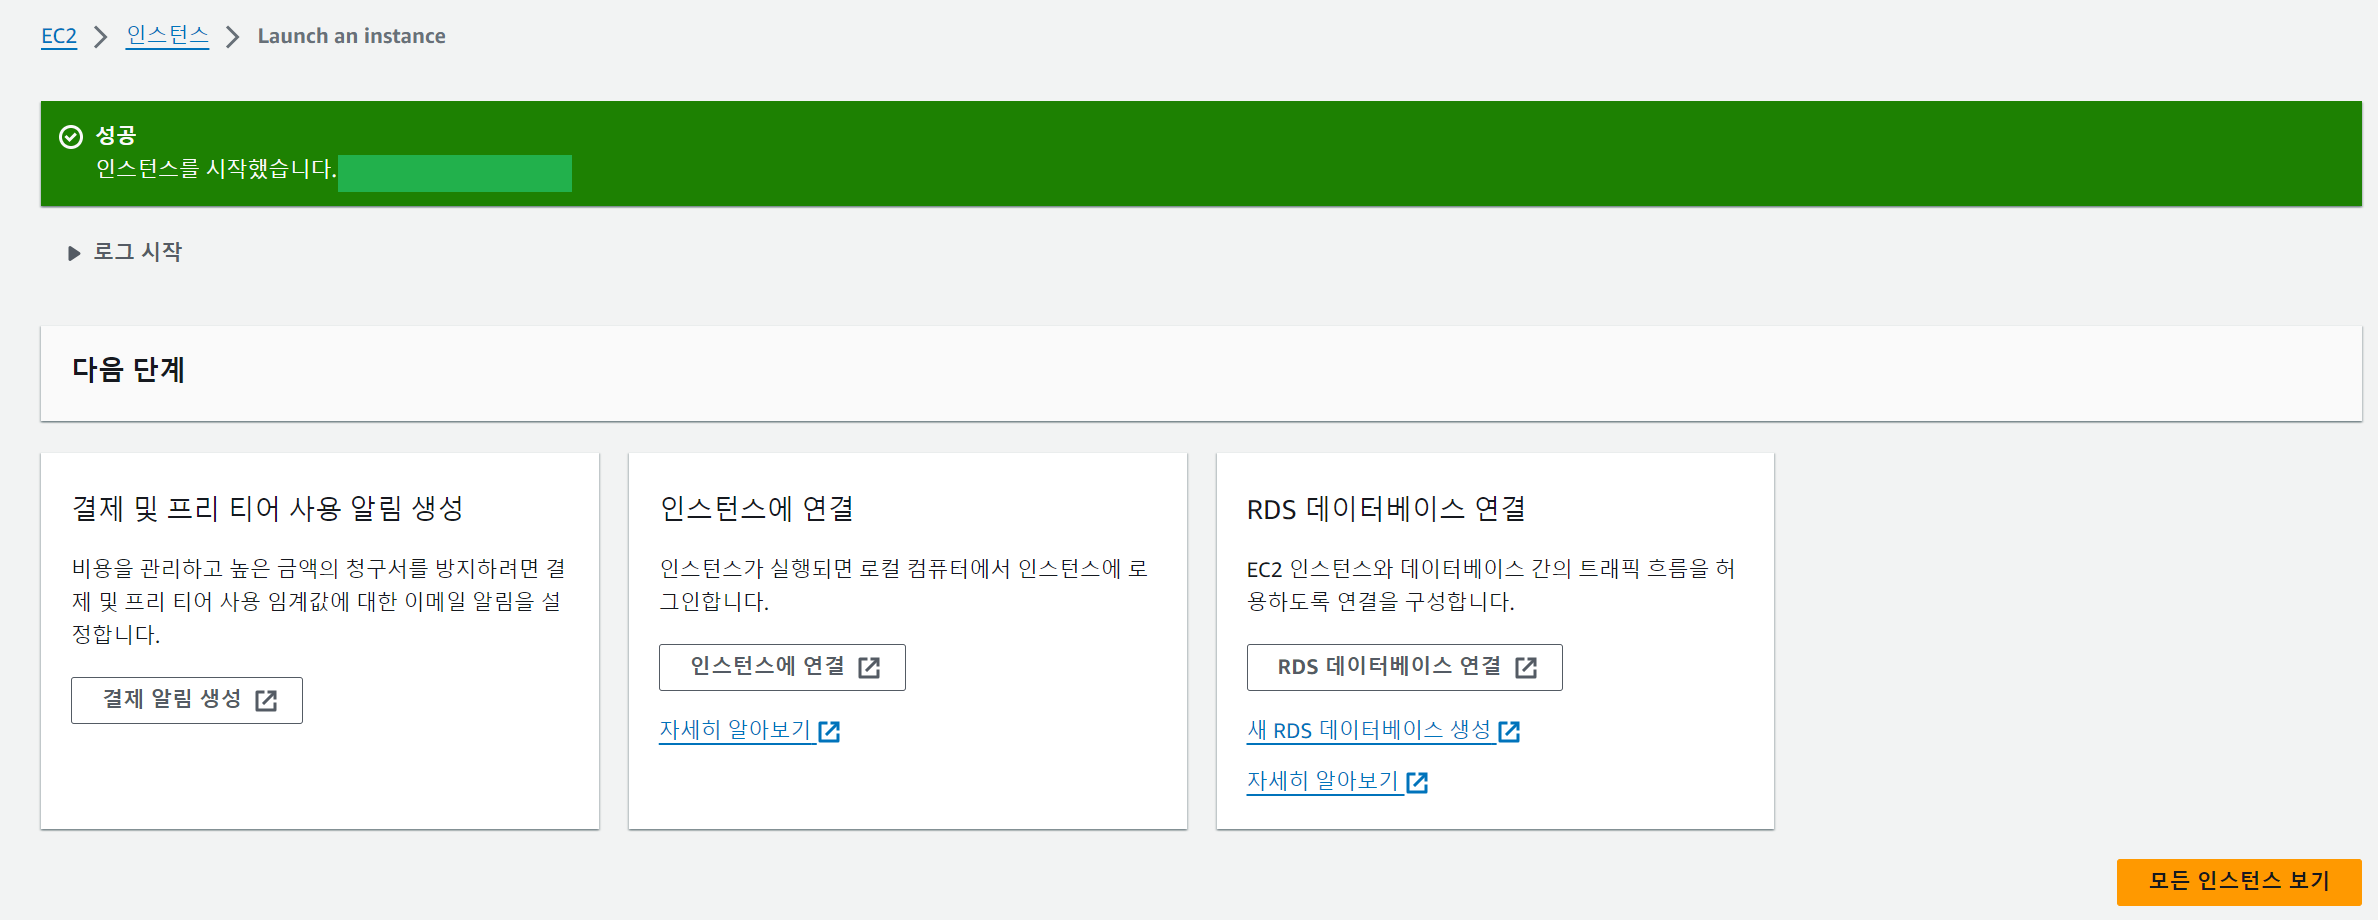 EC2 인스턴스 Launch an instance
성공
인스턴스를 시작했습니다.
로그 시작
다음 단계
결제 및 프리 티어 사용 알림 생성
비용을 관리하고 높은 금액의 청구서를 방지하려면 결
제 및 프리 티어 사용 임계값에 대한 이메일 알림을 설
정합니다.
결제 알림 생성
인스턴스에 연결
인스턴스가 실행되면 로컬 컴퓨터에서 인스턴스에 로
그인합니다.
인스턴스에 연결
자세히 알아보기
RDS 데이터베이스 연결
EC2 인스턴스와 데이터베이스 간의 트래픽 흐름을 허
용하도록 연결을 구성합니다.
RDS 데이터베이스 연결
새 RDS 데이터베이스 생성
자세히 알아보기
모든 인스턴스 보기